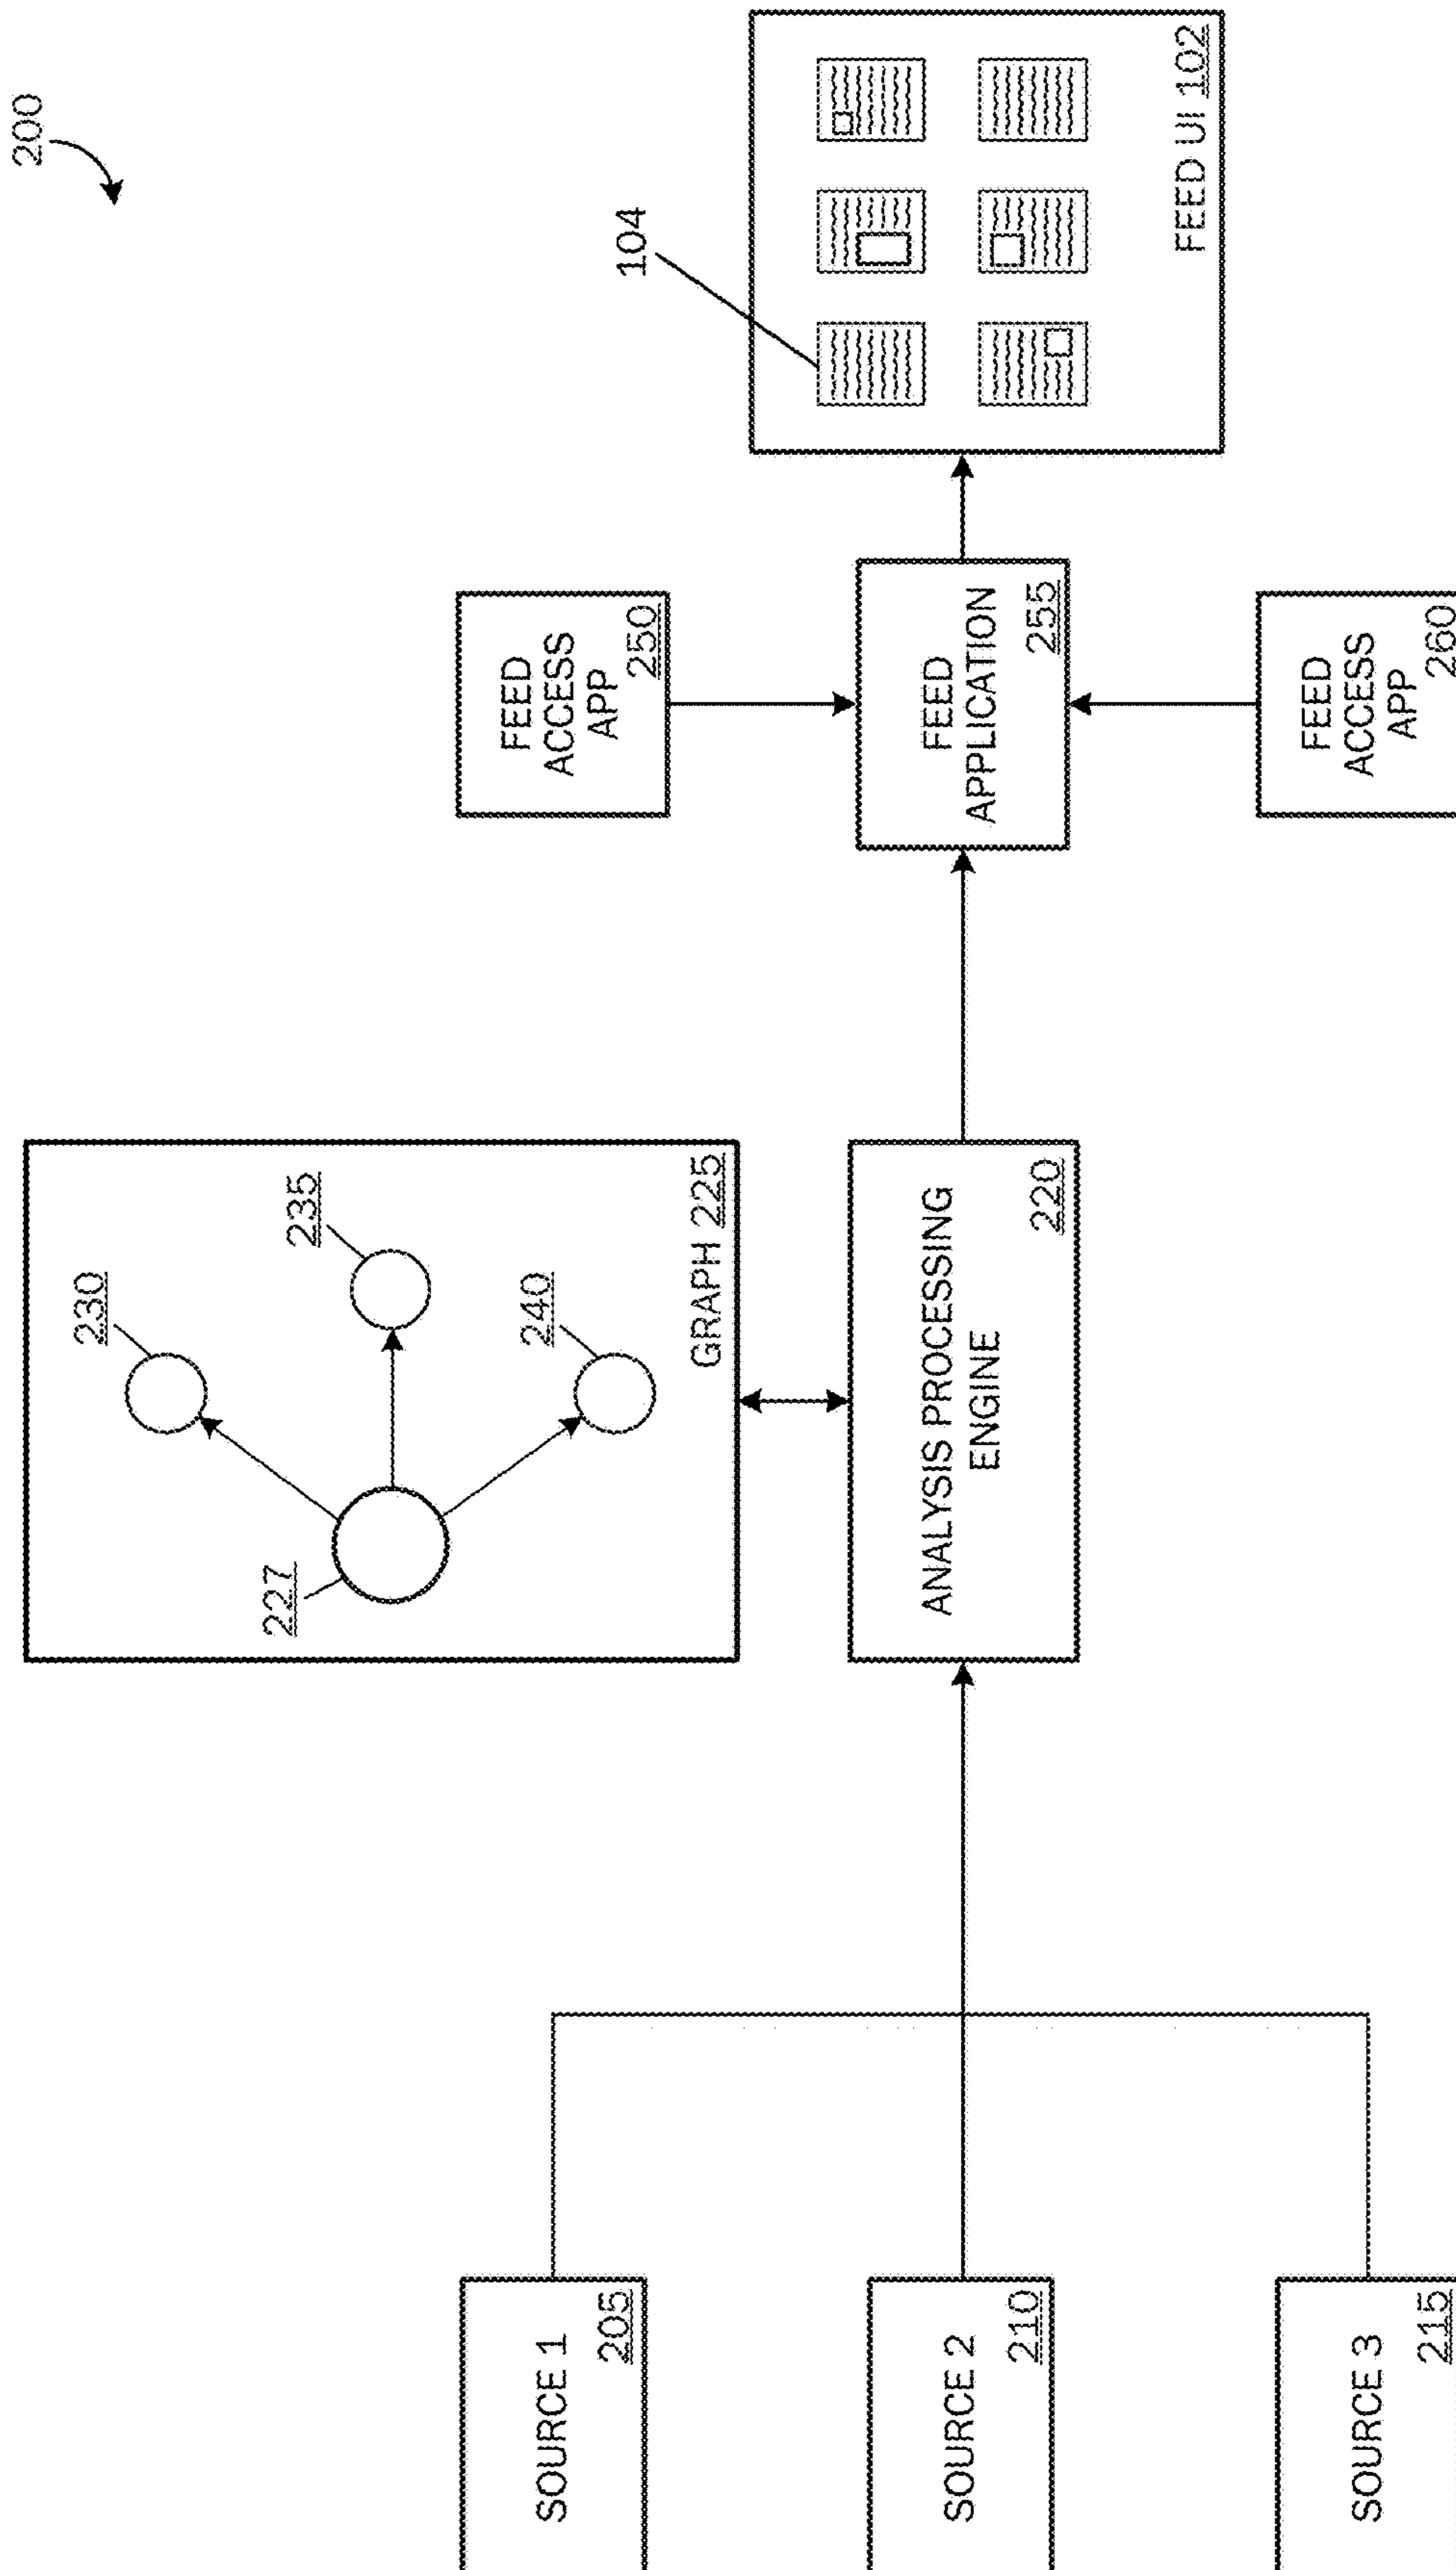 200
SOURCE 1
205
SOURCE 2
210
SOURCE 3
215
227
230
235
240
GRAPH 225
ANALYSIS PROCESSING
ENGINE
220
FEED
ACCESS
APP
250
FEED
APPLICATION
255
FEED
ACCESS
APP
260
104
FEED UI 102